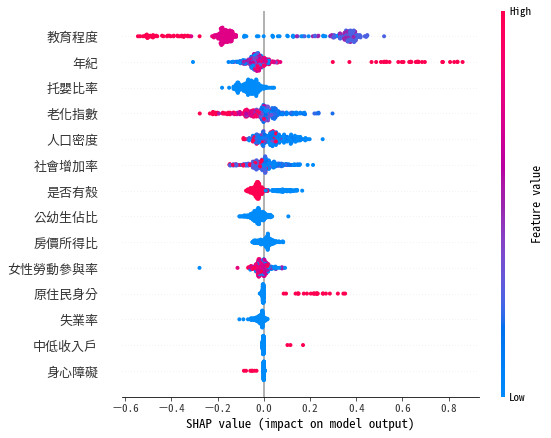 High
教育程度
年紀
托嬰比率
老化指數
人口密度
社會增加率
是否有殼
公幼生佔比
房價所得比
女性勞動參與率
原住民身分
失業率
中低收入戶
身心障礙
Feature value
Low
−0.6 −0.4 −0.2 0.0 0.2 0.4 0.6 0.8
SHAP value (impact on model output)